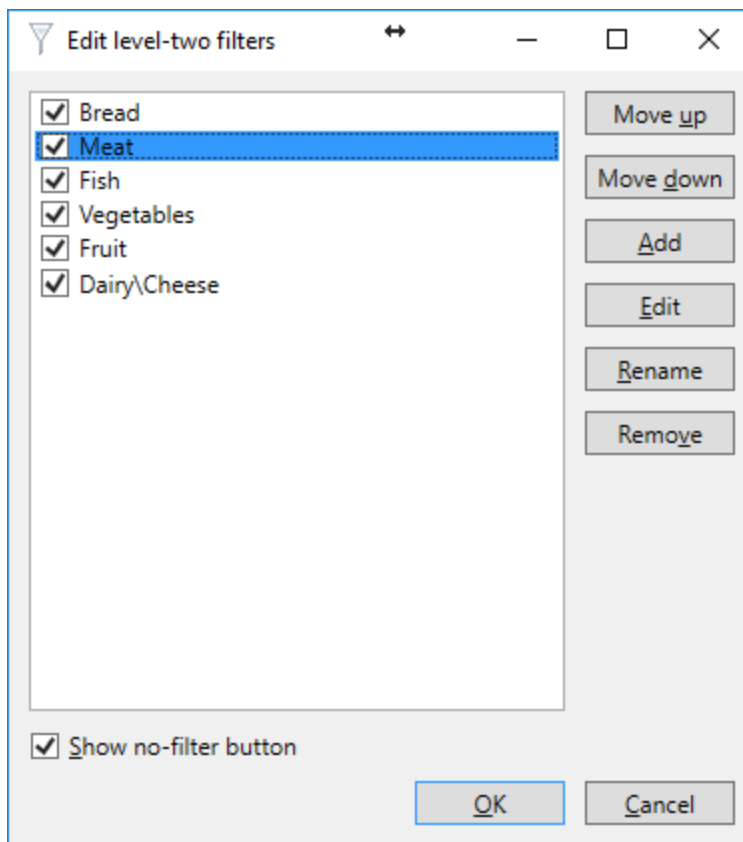 Edit level-two filters
Bread
Meat
Fish
Vegetables
Fruit
Dairy\Cheese
Move up
Move down
Add
Edit
Rename
Remove
Show no-filter button
OK
Cancel